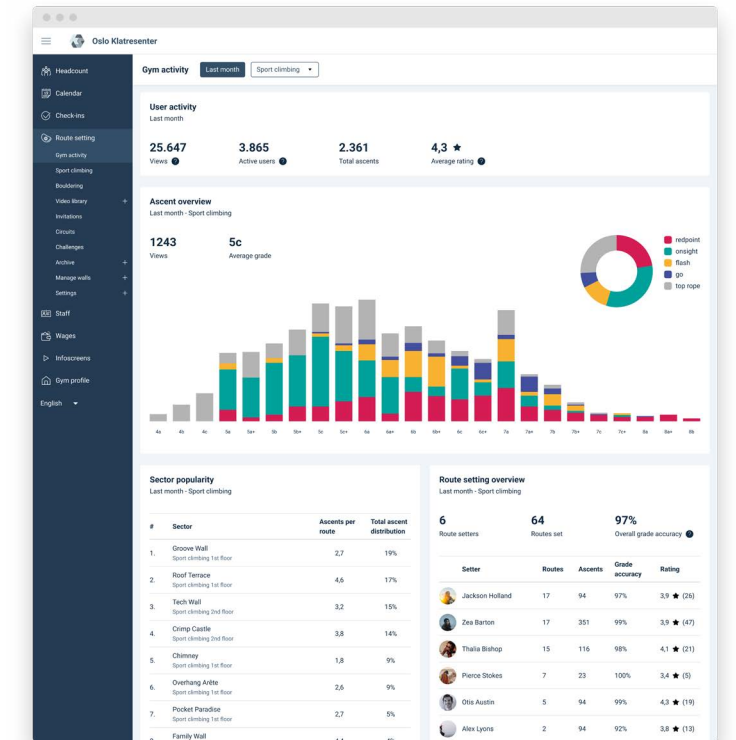 Oslo Klatresenter
Headcount
Calendar
Check-ins
Route setting
Gym activity
Sport climbing
Bouldering
Video library +
Invitations
Circuits
Challenges
Archive +
Manage walls +
Settings +
Staff
Wages
Infoscreens
Gym profile
English
Gym activity Last month Sport climbing
User activity
Last month
25.647 3.865 2.361 4,3 ★
Views ? Active users ? Total ascents Average rating ?
Ascent overview
Last month - Sport climbing
1243 5c
Views Average grade
redpoint
onsight
flash
go
top rope
4a 4b 4c 5a 5a+ 5b 5b+ 5c 5c+ 6a 6a+ 6b 6b+ 6c 6c+ 7a 7a+ 7b 7b+ 7c 7c+ 8a 8a+ 8b
Sector popularity
Last month - Sport climbing
# Sector Ascents per route Total ascent distribution
1. Groove Wall 2,7 19%
Sport climbing 1st floor
2. Roof Terrace 4,6 17%
Sport climbing 1st floor
3. Tech Wall 3,2 15%
Sport climbing 2nd floor
4. Crimp Castle 3,8 14%
Sport climbing 2nd floor
5. Chimney 1,8 9%
Sport climbing 1st floor
6. Overhang Arête 2,6 9%
Sport climbing 1st floor
7. Pocket Paradise 2,7 5%
Sport climbing 1st floor
Family Wall
Route setting overview
Last month - Sport climbing
6 64 97%
Route setters Routes set Overall grade accuracy ?
Setter Routes Ascents Grade accuracy Rating
Jackson Holland 17 94 97% 3,9 ★ (26)
Zea Barton 17 351 99% 3,9 ★ (47)
Thalia Bishop 15 116 98% 4,1 ★ (21)
Pierce Stokes 7 23 100% 3,4 ★ (5)
Otis Austin 5 94 99% 4,3 ★ (19)
Alex Lyons 2 94 92% 3,8 ★ (13)